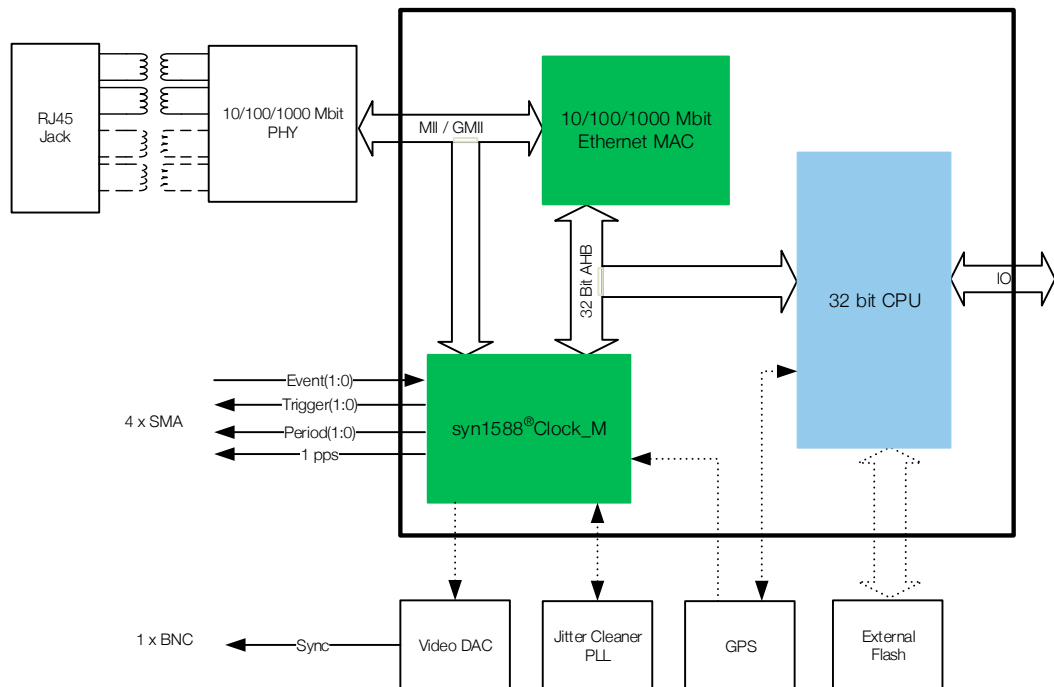 RJ45
Jack
10/100/1000 Mbit
PHY
MII / GMII
10/100/1000 Mbit
Ethernet MAC
32 Bit AHB
32 bit CPU
IO
4 x SMA
Event(1:0)
Trigger(1:0)
Period(1:0)
1 pps
syn1588®Clock_M
1 x BNC
Sync
Video DAC
Jitter Cleaner
PLL
GPS
External
Flash